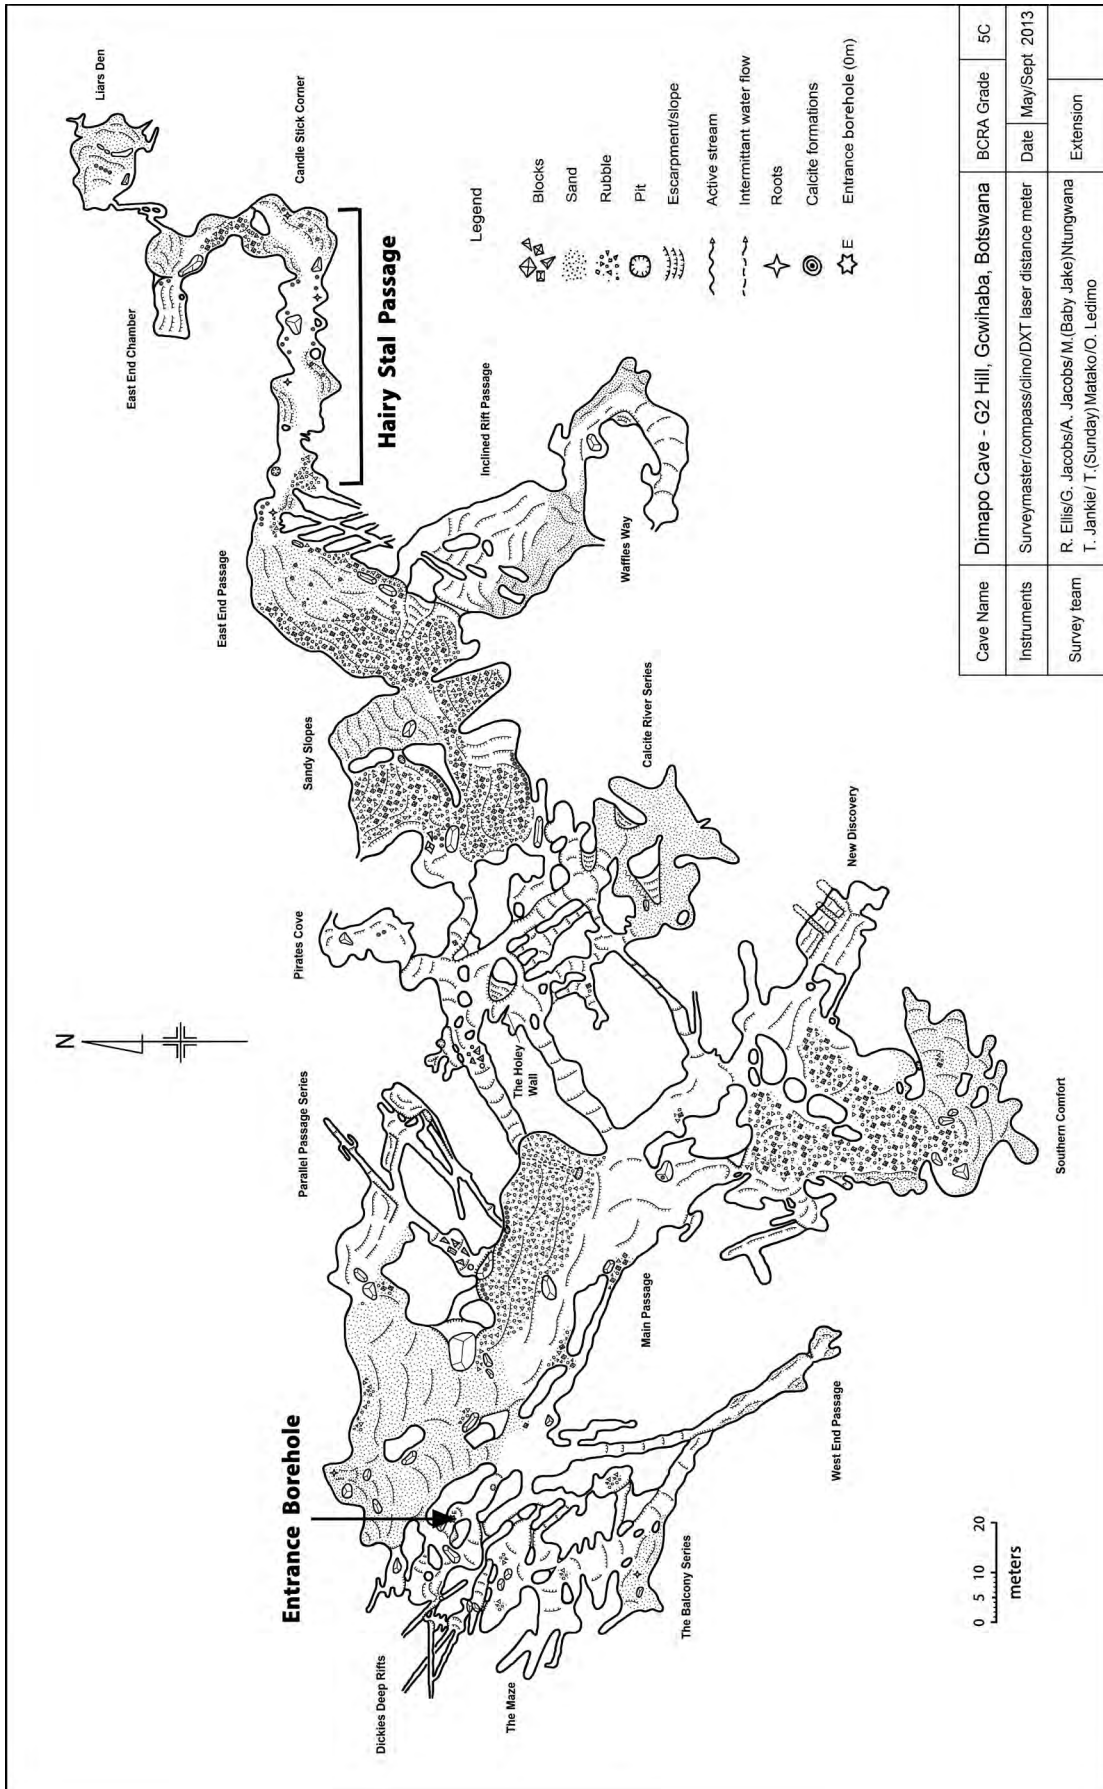 N
Liars Den
East End Chamber
Candle Stick Corner
Hairy Stal Passage
East End Passage
Inclined Rift Passage
Waffles Way
Sandy Slopes
Calcite River Series
Pirates Cove
New Discovery
The Holey
Wall
Parallel Passage Series
Southern Comfort
Main Passage
Entrance Borehole
West End Passage
Dickies Deep Rifts
The Maze
The Balcony Series
0 5 10 20
meters
Legend
Blocks
Sand
Rubble
Pit
Escarpment/slope
Active stream
Intermittant water flow
Roots
Calcite formations
E Entrance borehole (0m)
Cave Name Dimapo Cave - G2 Hill, Gcwihaba, Botswana BCRA Grade 5C
Instruments Surveymaster/compass/clino/DXT laser distance meter Date May/Sept 2013
Survey team R. Ellis/G. Jacobs/A. Jacobs/ M.(Baby Jake)Ntungwana Extension
T. Jankie/ T.(Sunday) Matako/O. Ledimo